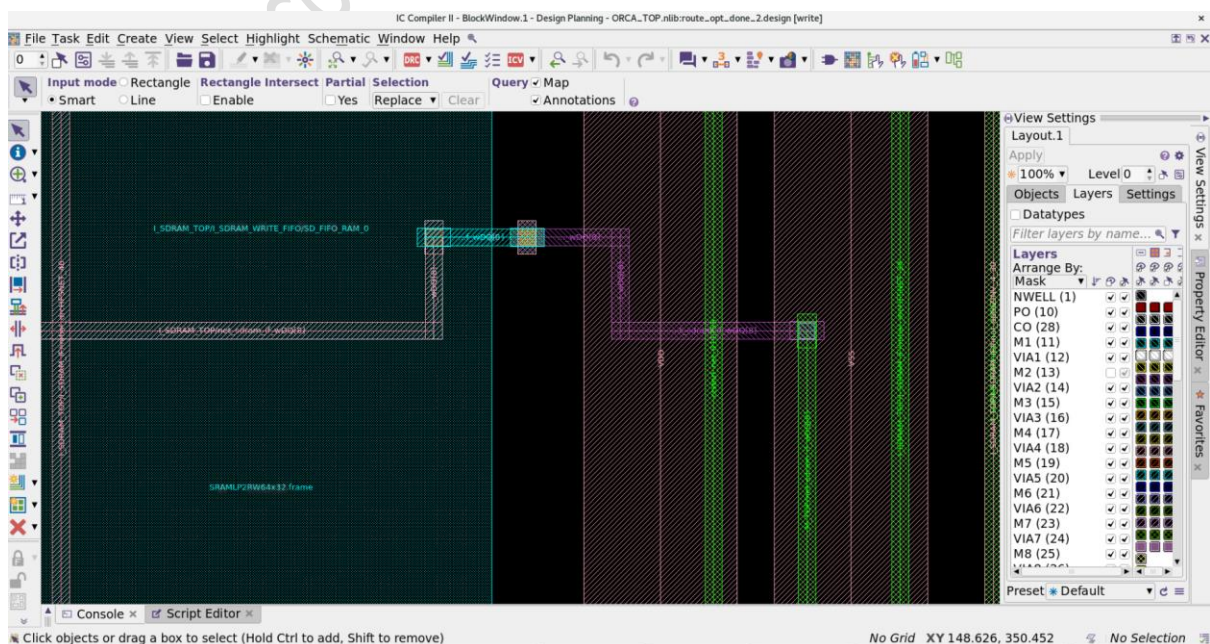 IC Compiler II - BlockWindow.1 - Design Planning - ORCA_TOP.nlib:route_opt_done_2.design [write]
File Task Edit Create View Select Highlight Schematic Window Help
0 DRC ICV
Input mode Rectangle Rectangle Intersect Partial Selection Query Map
Smart Line Enable Yes Replace Clear Annotations
View Settings
Layout.1
Apply
100% Level 0
Objects Layers Settings
Datatypes
Filter layers by name...
Layers
Arrange By:
Mask
NWELL (1)
PO (10)
CO (28)
M1 (11)
VIA1 (12)
M2 (13)
VIA2 (14)
M3 (15)
VIA3 (16)
M4 (17)
VIA4 (18)
M5 (19)
VIA5 (20)
M6 (21)
VIA6 (22)
M7 (23)
VIA7 (24)
M8 (25)
Preset Default
View Settings
Property Editor
Favorites
I_SDRAM_TOP/I_SDRAM_WRITE_FIFO/SD_FIFO_RAM_0
VDD
VSS
SRAMLP2RW64x32.frame
Console Script Editor
Click objects or drag a box to select (Hold Ctrl to add, Shift to remove) No Grid XY 148.626, 350.452 No Selection